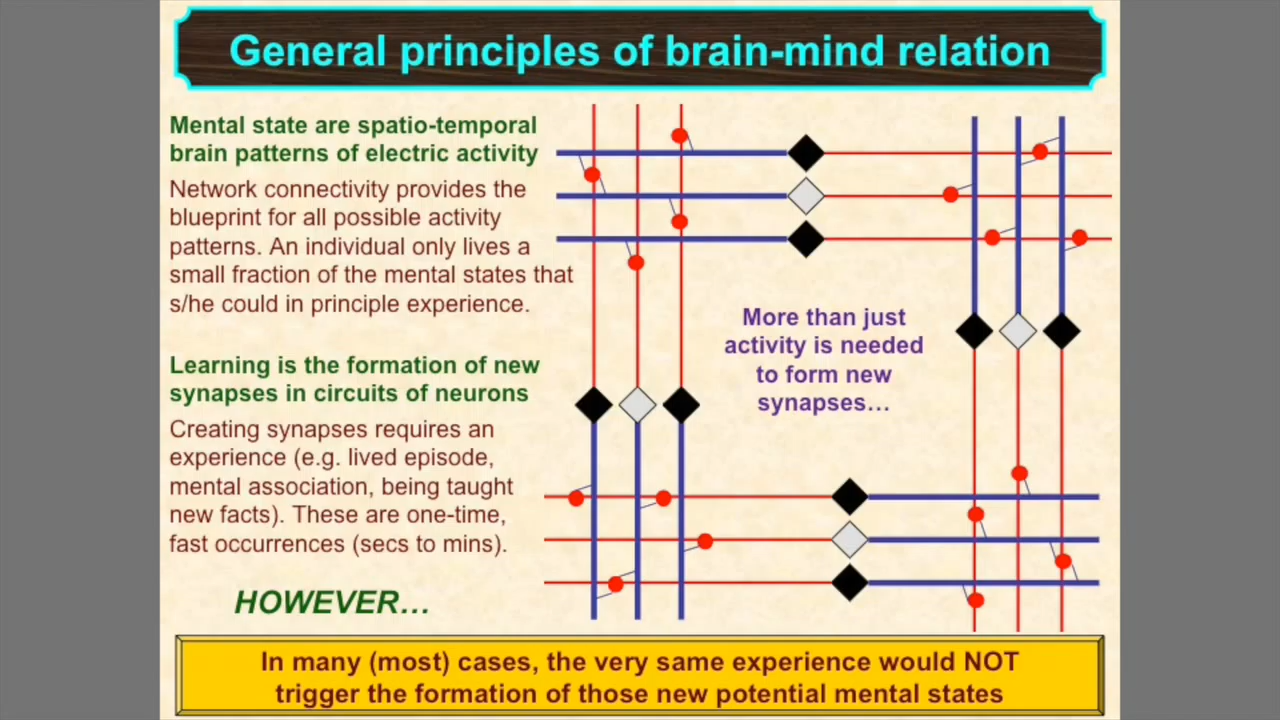 General principles of brain-mind relation
Mental state are spatio-temporal
brain patterns of electric activity
Network connectivity provides the
blueprint for all possible activity
patterns. An individual only lives a
small fraction of the mental states that
s/he could in principle experience.
Learning is the formation of new
synapses in circuits of neurons
Creating synapses requires an
experience (e.g. lived episode,
mental association, being taught
new facts). These are one-time,
fast occurrences (secs to mins).
HOWEVER…
More than just
activity is needed
to form new
synapses…
In many (most) cases, the very same experience would NOT
trigger the formation of those new potential mental states